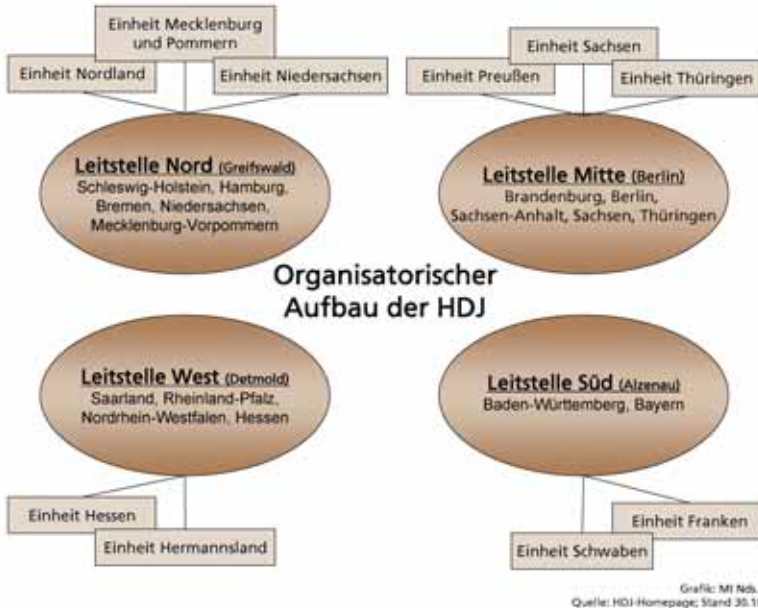 Einheit Mecklenburg
und Pommern
Einheit Nordland
Einheit Niedersachsen
Einheit Sachsen
Einheit Preußen
Einheit Thüringen
Leitstelle Nord (Greifswald)
Schleswig-Holstein, Hamburg,
Bremen, Niedersachsen,
Mecklenburg-Vorpommern
Leitstelle Mitte (Berlin)
Brandenburg, Berlin,
Sachsen-Anhalt, Sachsen, Thüringen
Organisatorischer
Aufbau der HDJ
Leitstelle West (Detmold)
Saarland, Rheinland-Pfalz,
Nordrhein-Westfalen, Hessen
Leitstelle Süd (Alzenau)
Baden-Württemberg, Bayern
Einheit Hessen
Einheit Hermannsland
Einheit Franken
Einheit Schwaben
Grafik: MI Nds.
Quelle: HDJ-Homepage; Stand 30.1